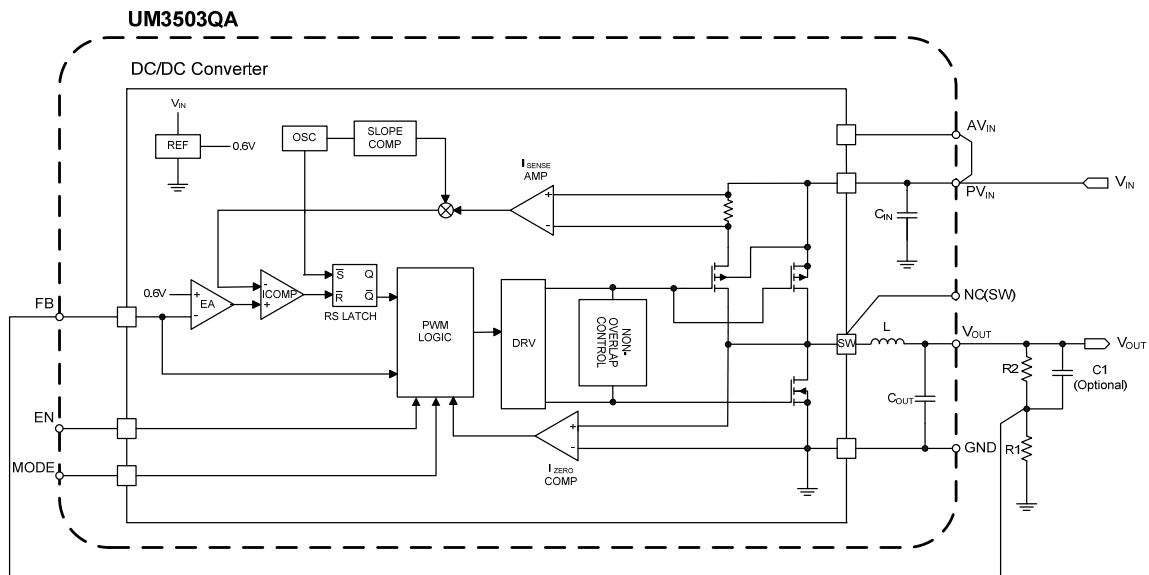 UM3503QA
DC/DC Converter
VIN
REF
0.6V
OSC
SLOPE
COMP
I SENSE
AMP
+
-
AVIN
PVIN
VIN
CIN
FB
0.6V
+
-
EA
-
+
ICOMP
S̅
R̅
Q
Q̅
RS LATCH
PWM
LOGIC
DRV
NON-
OVERLAP
CONTROL
NC(SW)
SW
L
VOUT
VOUT
R2
C1
(Optional)
COUT
EN
MODE
+
-
I ZERO
COMP
GND
R1